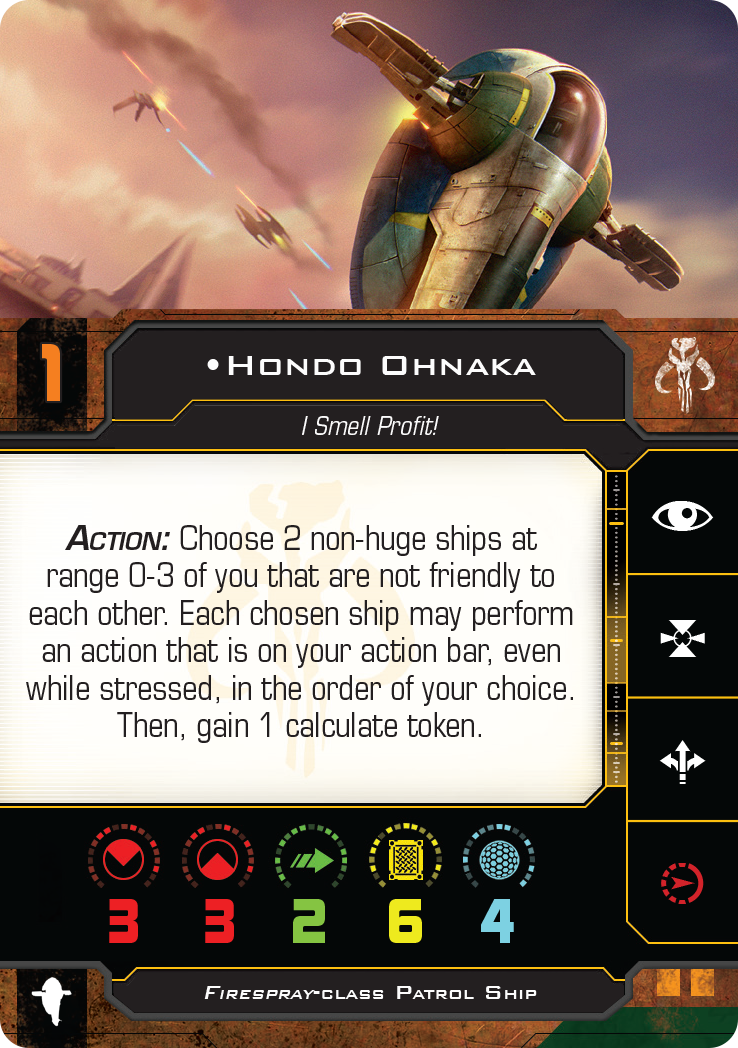 1
•Hondo Ohnaka
I Smell Profit!
Action: Choose 2 non-huge ships at
range 0-3 of you that are not friendly to
each other. Each chosen ship may perform
an action that is on your action bar, even
while stressed, in the order of your choice.
Then, gain 1 calculate token.
3 3 2 6 4
Firespray-class Patrol Ship